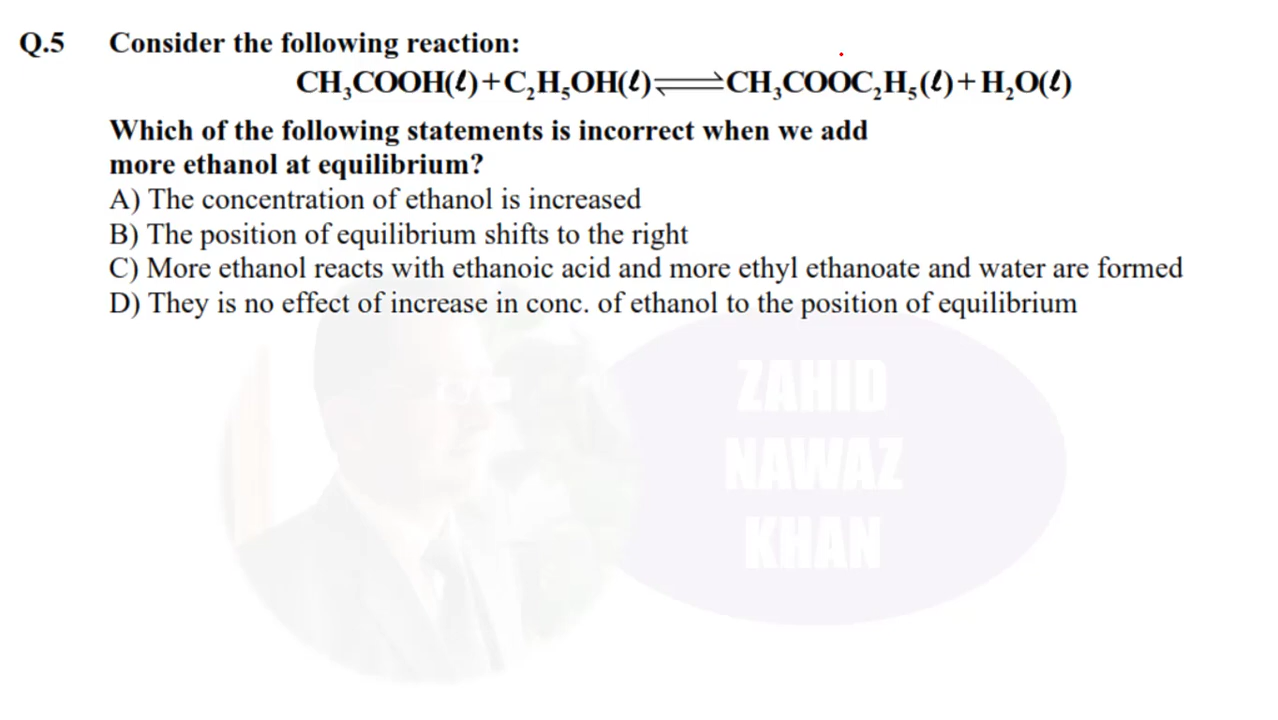 Q.5 Consider the following reaction:
CH₃COOH(ℓ)+C₂H₅OH(ℓ)⇌CH₃COOC₂H₅(ℓ)+H₂O(ℓ)
Which of the following statements is incorrect when we add
more ethanol at equilibrium?
A) The concentration of ethanol is increased
B) The position of equilibrium shifts to the right
C) More ethanol reacts with ethanoic acid and more ethyl ethanoate and water are formed
D) They is no effect of increase in conc. of ethanol to the position of equilibrium
ZAHID
NAWAZ
KHAN